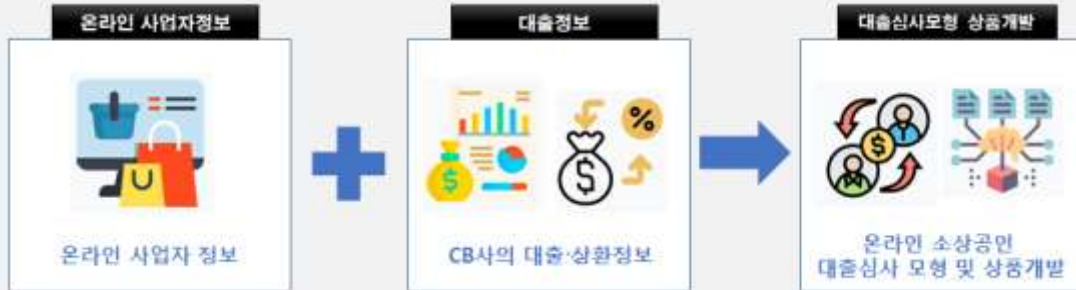 온라인 사업자정보
대출정보
대출심사모형 상품개발
%
$
$
$
U
온라인 사업자 정보
CB사의 대출·상환정보
온라인 소상공인
대출심사 모형 및 상품개발